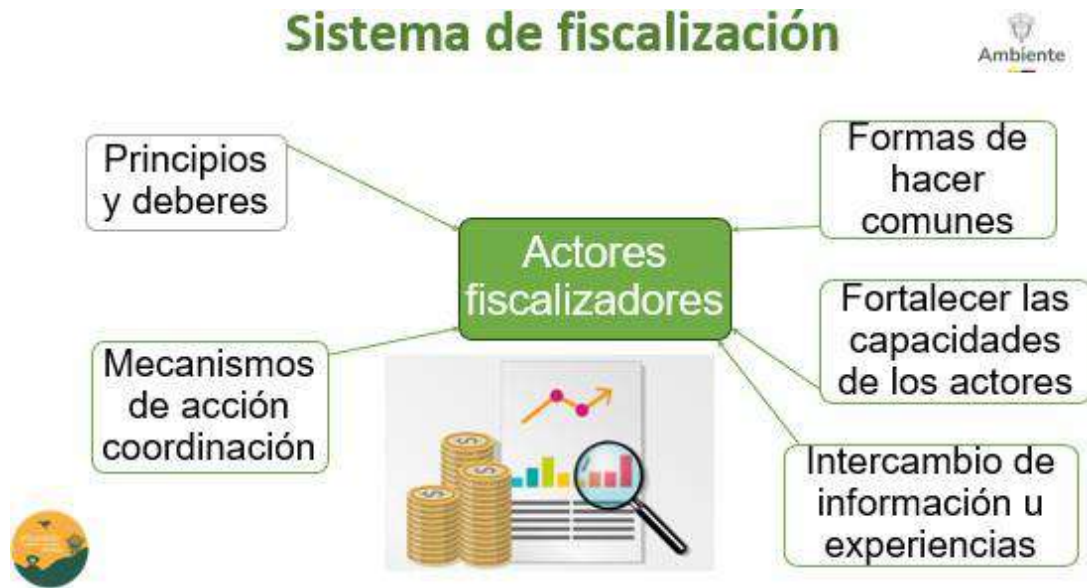 Sistema de fiscalización
Ambiente
Principios
y deberes
Formas de
hacer
comunes
Actores
fiscalizadores
Fortalecer las
capacidades
de los actores
Mecanismos
de acción
coordinación
Intercambio de
información u
experiencias